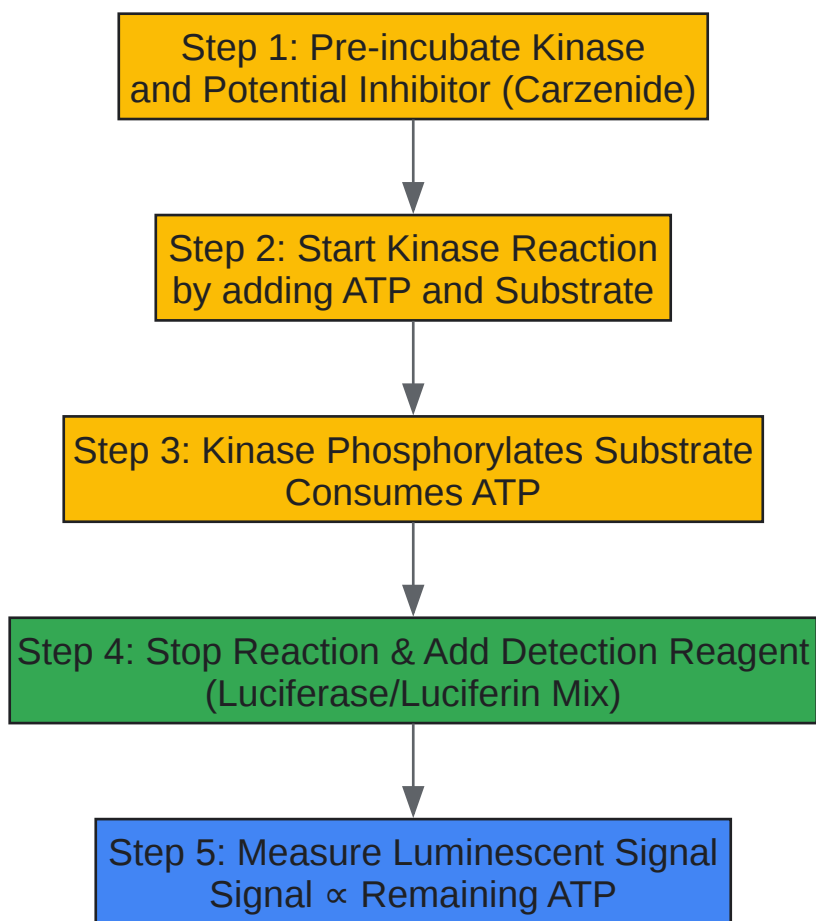 Step 1: Pre-incubate Kinase
and Potential Inhibitor (Carzenide)
Step 2: Start Kinase Reaction
by adding ATP and Substrate
Step 3: Kinase Phosphorylates Substrate
Consumes ATP
Step 4: Stop Reaction & Add Detection Reagent
(Luciferase/Luciferin Mix)
Step 5: Measure Luminescent Signal
Signal ∝ Remaining ATP